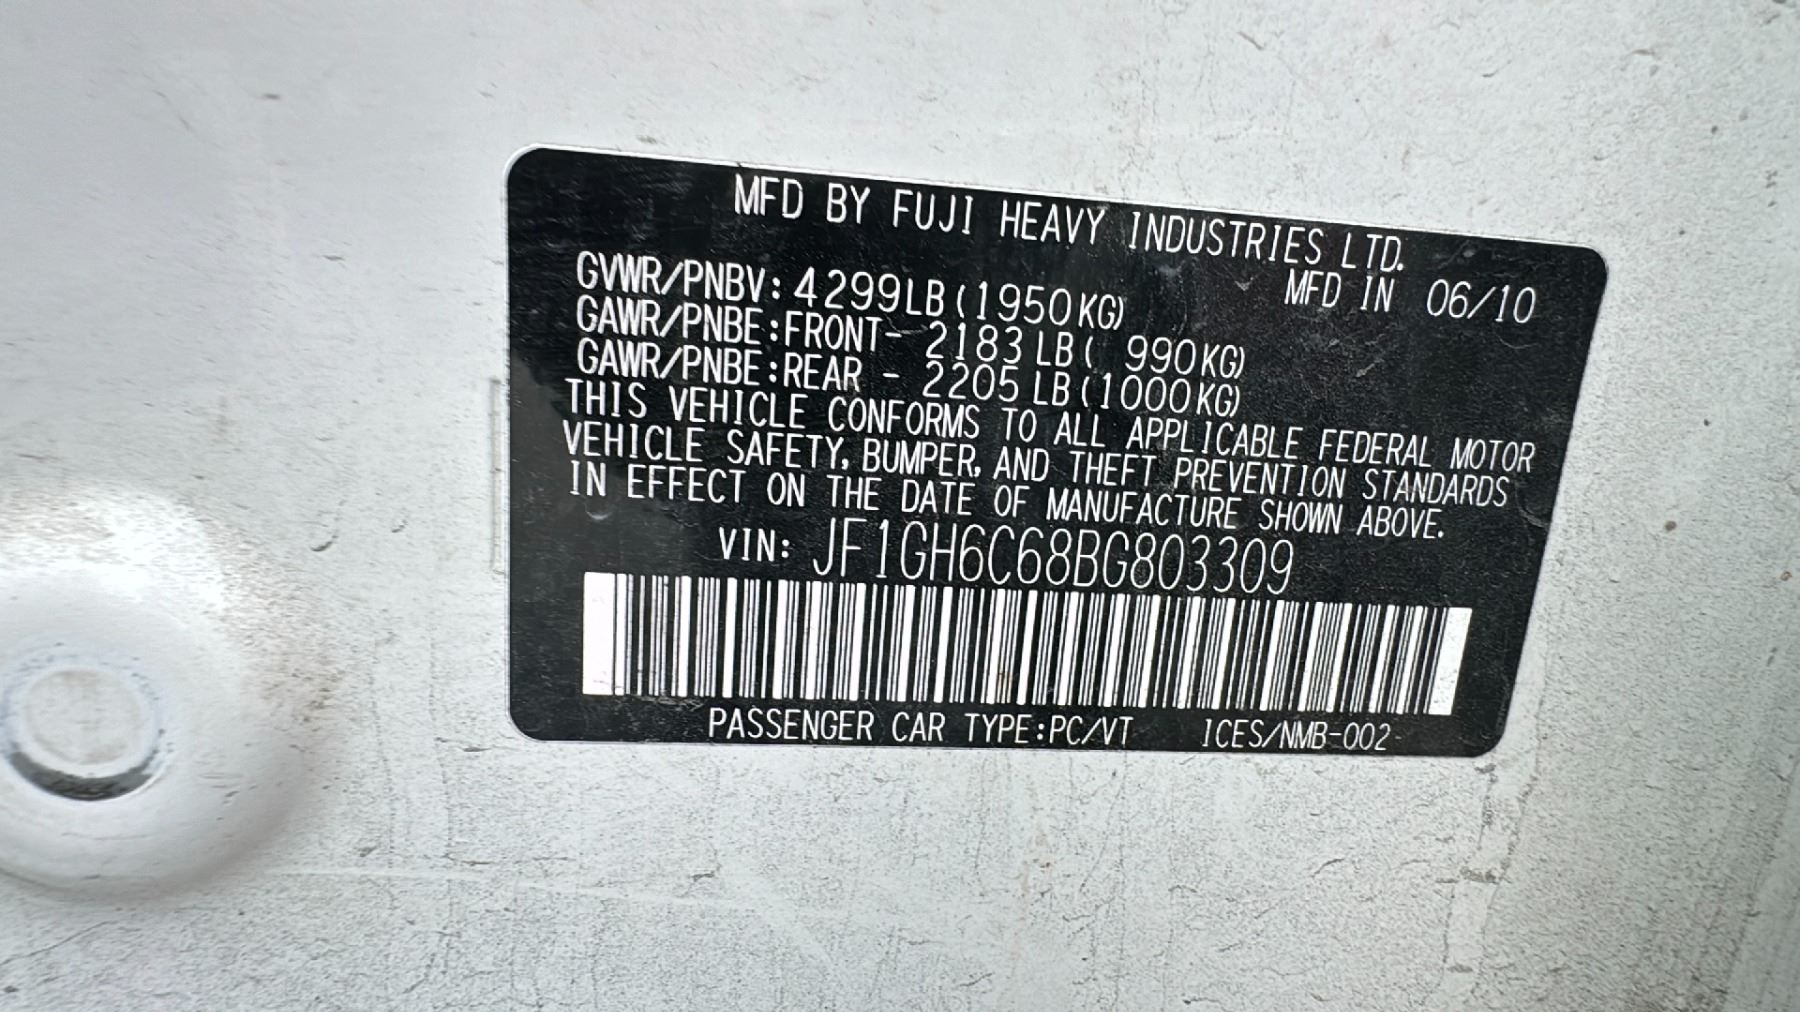 MFD BY FUJI HEAVY INDUSTRIES LTD.
MFD IN 06/10
GVWR/PNBV: 4299LB(1950KG)
GAWR/PNBE:FRONT- 2183LB( 990KG)
GAWR/PNBE:REAR - 2205LB(1000KG)
THIS VEHICLE CONFORMS TO ALL APPLICABLE FEDERAL MOTOR
VEHICLE SAFETY, BUMPER, AND THEFT PREVENTION STANDARDS
IN EFFECT ON THE DATE OF MANUFACTURE SHOWN ABOVE.
VIN: JF1GH6C68BG803309
PASSENGER CAR TYPE:PC/VT ICES/NMB-002